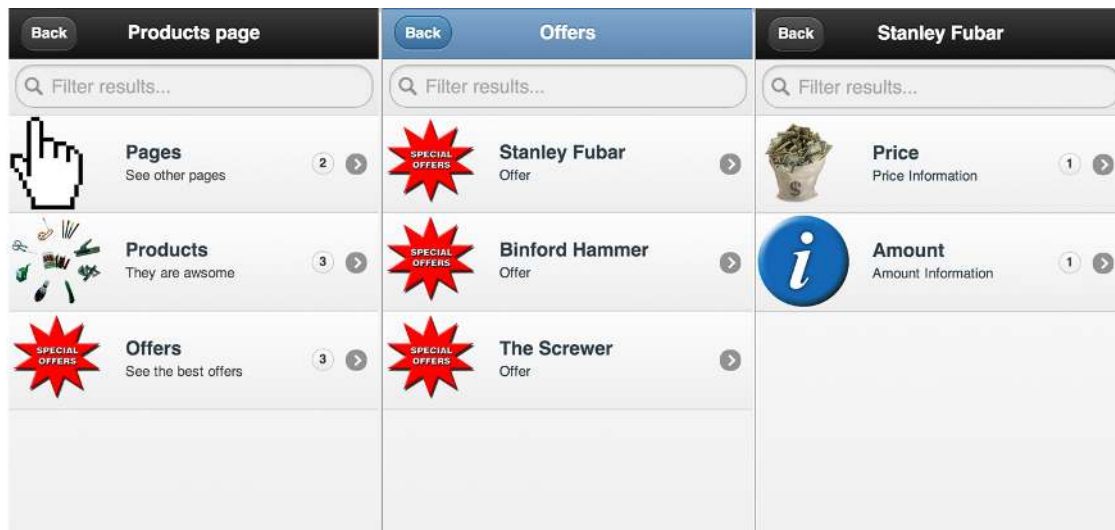 Back
Products page
Filter results...
Pages
See other pages
2
Products
They are awsome
3
SPECIAL
OFFERS
Offers
See the best offers
3
Back
Offers
Filter results...
SPECIAL
OFFERS
Stanley Fubar
Offer
SPECIAL
OFFERS
Binford Hammer
Offer
SPECIAL
OFFERS
The Screwer
Offer
Back
Stanley Fubar
Filter results...
$
Price
Price Information
1
i
Amount
Amount Information
1